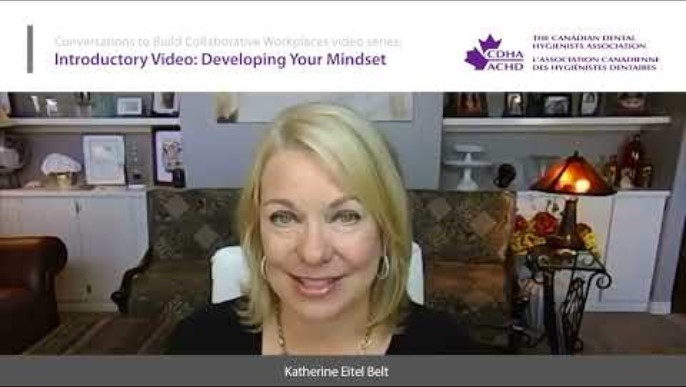 Conversations to Build Collaborative Workplaces video series:
Introductory Video: Developing Your Mindset
CDHA
ACHD
THE CANADIAN DENTAL
HYGIENISTS ASSOCIATION
L'ASSOCIATION CANADIENNE
DES HYGIÉNISTES DENTAIRES
Katherine Eitel Belt